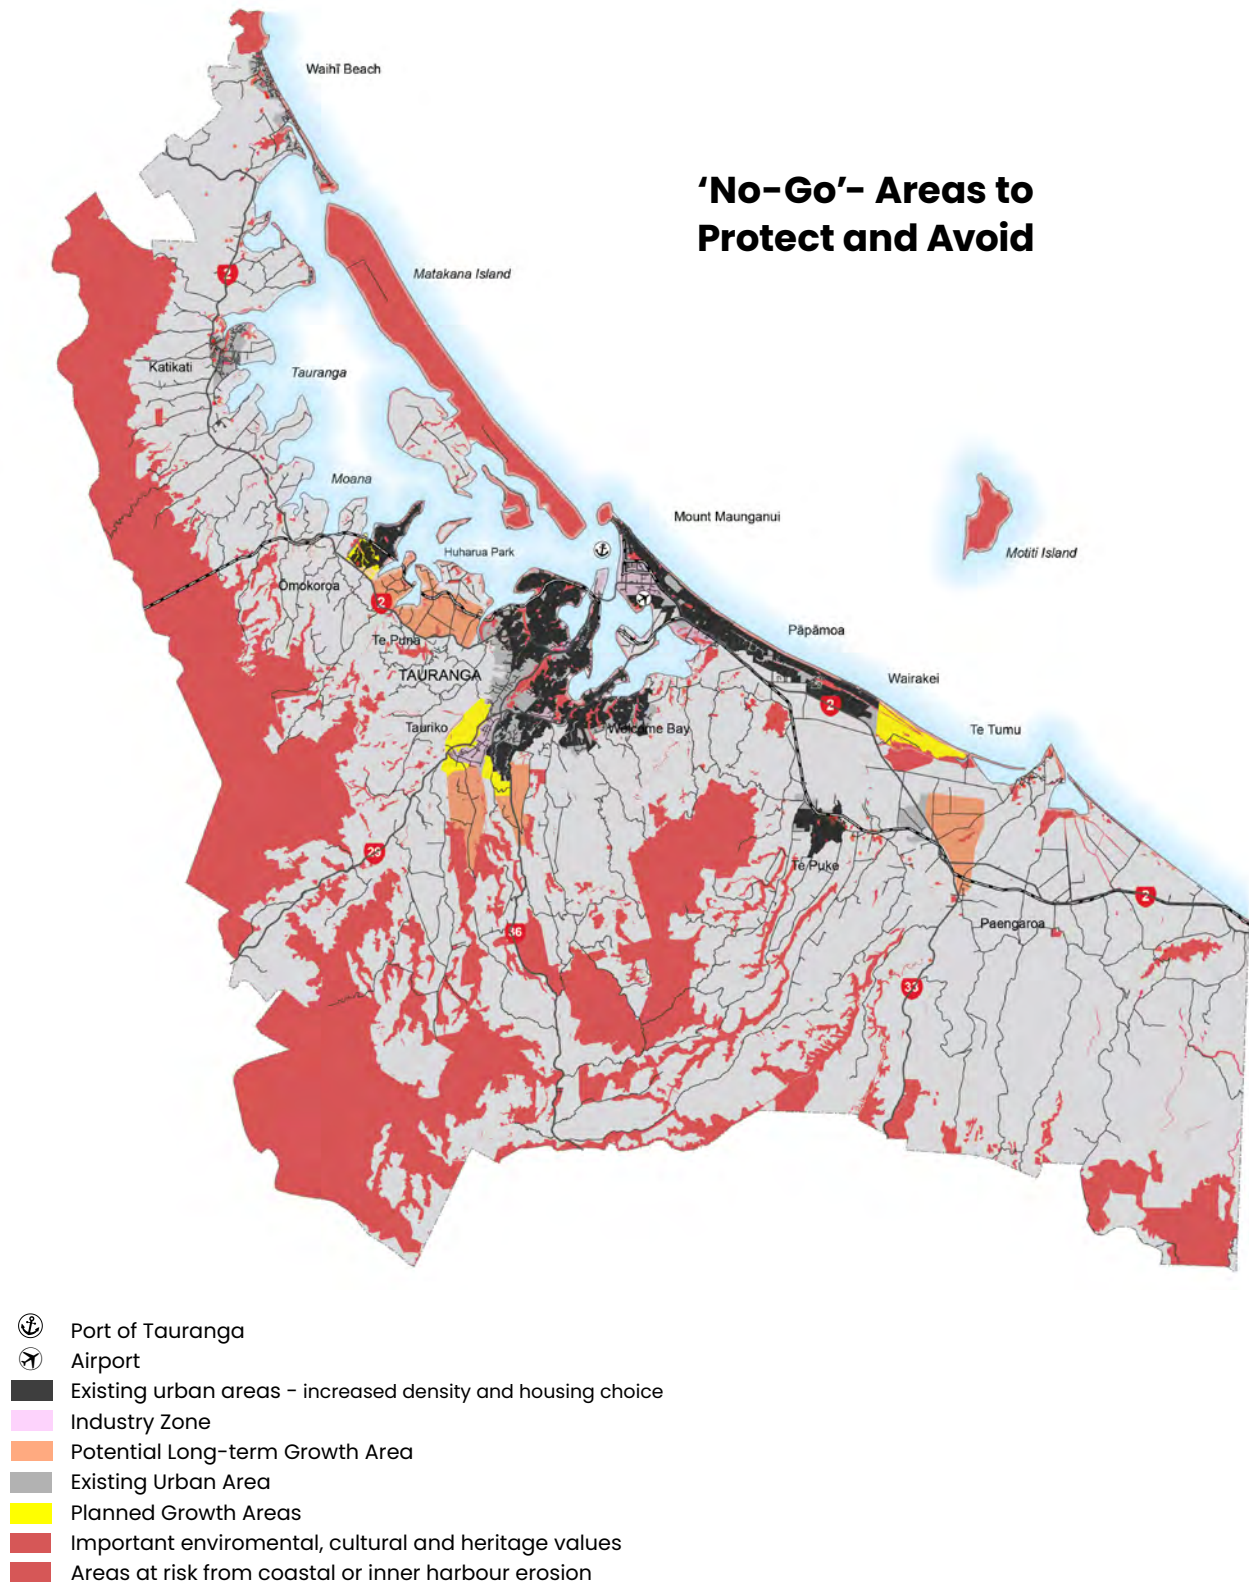 Waihī Beach
‘No-Go’- Areas to
Protect and Avoid
2
Matakana Island
Katikati
Tauranga
Moana
Mount Maunganui
Huharua Park
Motiti Island
Ōmokoroa
2
Te Puna
Pāpāmoa
TAURANGA
Wairakei
2
Tauriko
Welcome Bay
Te Tumu
29
Te Puke
2
Paengaroa
36
33
Port of Tauranga
Airport
Existing urban areas - increased density and housing choice
Industry Zone
Potential Long-term Growth Area
Existing Urban Area
Planned Growth Areas
Important enviromental, cultural and heritage values
Areas at risk from coastal or inner harbour erosion